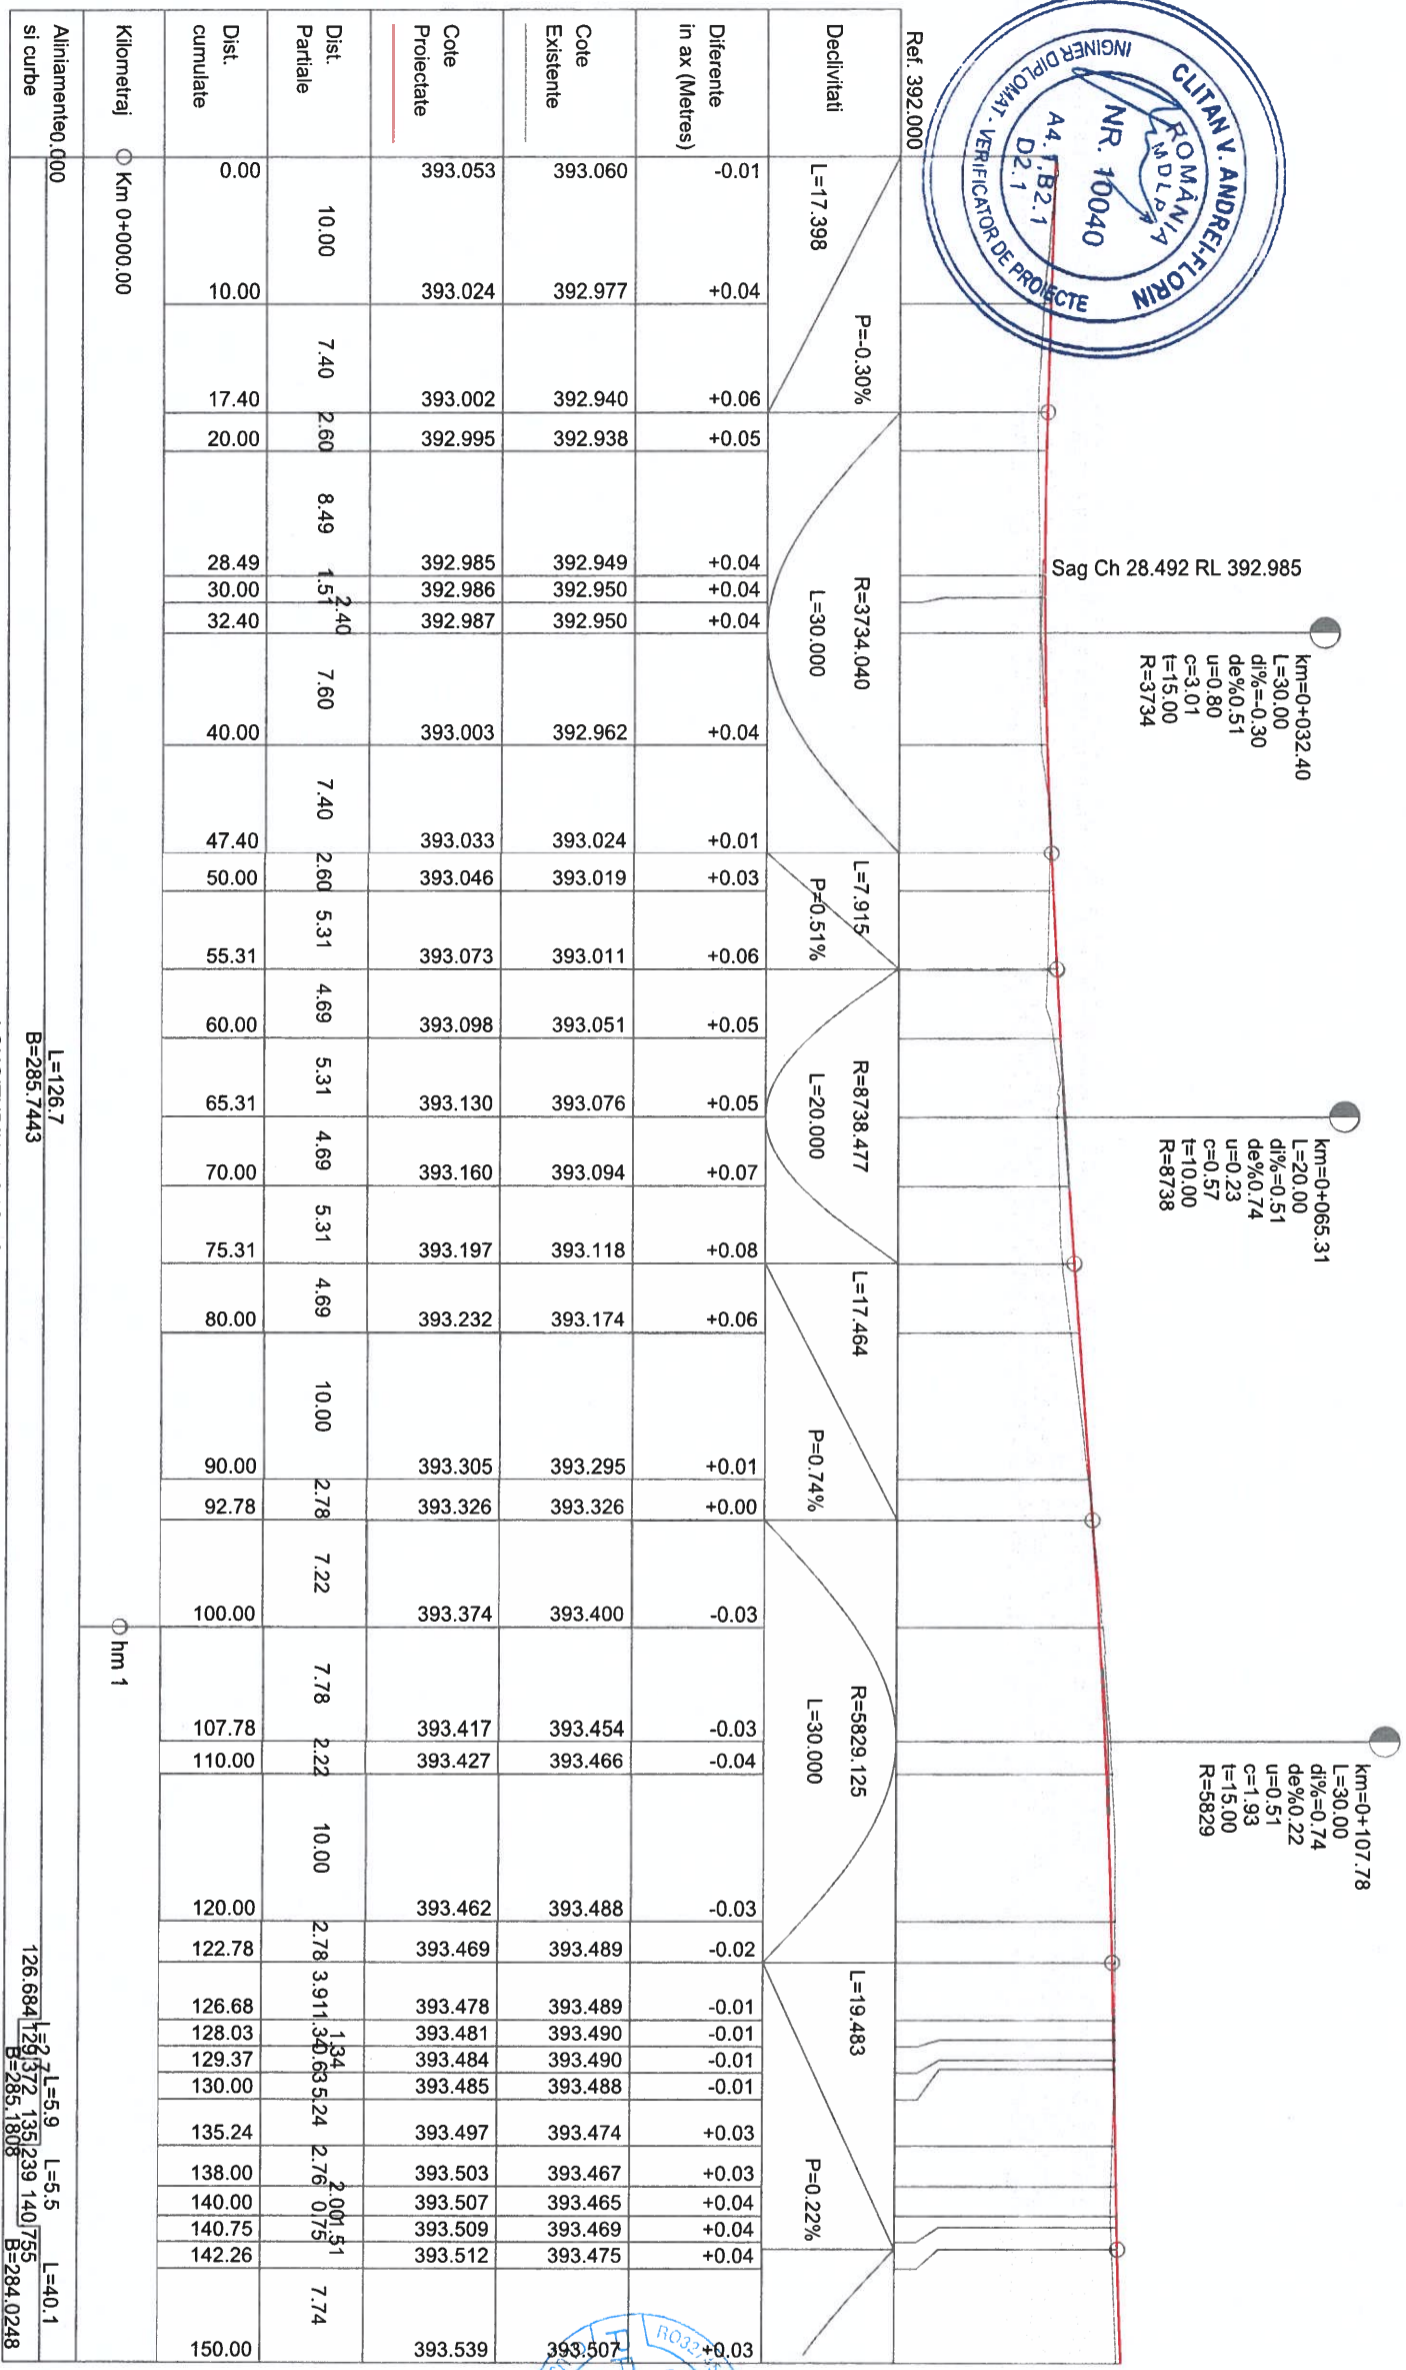 CLITAN V. ANDREI-FLORIN
INGINER DIPLOMAT - VERIFICATOR DE PROIECTE
ROMÂNIA
MDLPA
NR. 10040
A4.1,B2.1
D2.1
Sag Ch 28.492 RL 392.985
km=0+032.40
L=30.00
di%=-0.30
de%0.51
u=0.80
c=3.01
t=15.00
R=3734
km=0+065.31
L=20.00
di%=0.51
de%0.74
u=0.23
c=0.57
t=10.00
R=8738
km=0+107.78
L=30.00
di%=0.74
de%0.22
u=0.51
c=1.93
t=15.00
R=5829
Ref. 392.000
Declivitati
L=17.398 P=-0.30%
R=3734.040
L=30.000
L=7.915
P=0.51%
R=8738.477
L=20.000
L=17.464
P=0.74%
R=5829.125
L=30.000
L=19.483
P=0.22%
Diferente
in ax (Metres)
-0.01 +0.04 +0.06 +0.05 +0.04 +0.04 +0.04 +0.04 +0.01 +0.03 +0.06 +0.05 +0.05 +0.07 +0.08 +0.06 +0.01 +0.00 -0.03 -0.03 -0.04 -0.03 -0.02 -0.01 -0.01 -0.01 -0.01 +0.03 +0.03 +0.04 +0.04 +0.04 +0.03
Cote
Existente
393.060 392.977 392.940 392.938 392.949 392.950 392.950 392.962 393.024 393.019 393.011 393.051 393.076 393.094 393.118 393.174 393.295 393.326 393.400 393.454 393.466 393.488 393.489 393.489 393.490 393.490 393.488 393.474 393.467 393.465 393.469 393.475 393.507
Cote
Proiectate
393.053 393.024 393.002 392.995 392.985 392.986 392.987 393.003 393.033 393.046 393.073 393.098 393.130 393.160 393.197 393.232 393.305 393.326 393.374 393.417 393.427 393.462 393.469 393.478 393.481 393.484 393.485 393.497 393.503 393.507 393.509 393.512 393.539
Dist.
Partiale
10.00 7.40 2.60 8.49 1.51 2.40 7.60 7.40 2.60 5.31 4.69 5.31 4.69 5.31 4.69 10.00 2.78 7.22 7.78 2.22 10.00 2.78 3.91 1.34 1.34 0.63 5.24 2.76 2.00 0.75 1.51 7.74
Dist.
cumulate
0.00 10.00 17.40 20.00 28.49 30.00 32.40 40.00 47.40 50.00 55.31 60.00 65.31 70.00 75.31 80.00 90.00 92.78 100.00 107.78 110.00 120.00 122.78 126.68 128.03 129.37 130.00 135.24 138.00 140.00 140.75 142.26 150.00
Kilometraj
Km 0+000.00
hm 1
Aliniamente
si curbe
0.000
L=126.7
B=285.7443
126.684
L=2.7
129.372
L=5.9
B=285.1808
135.239
L=5.5
140.755
L=40.1
B=284.0248